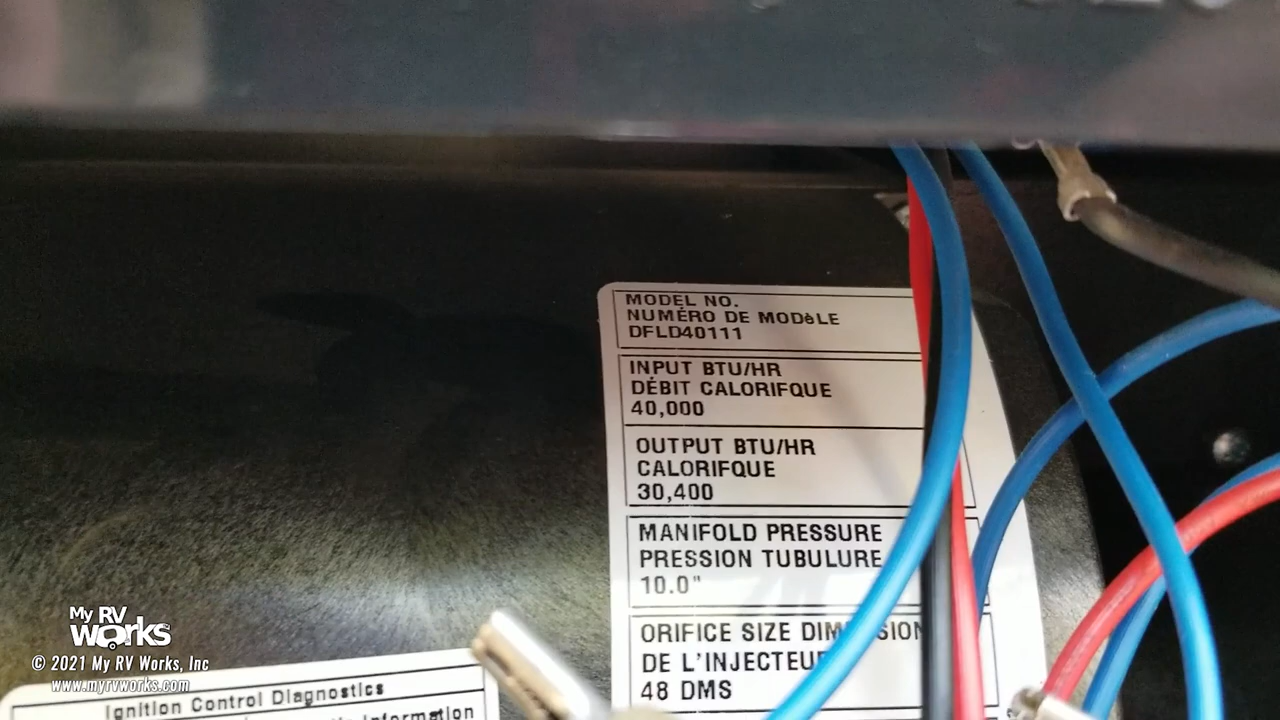 MODEL NO.
NUMÉRO DE MODèLE
DFLD40111
INPUT BTU/HR
DÉBIT CALORIFQUE
40,000
OUTPUT BTU/HR
CALORIFQUE
30,400
MANIFOLD PRESSURE
PRESSION TUBULURE
10.0"
ORIFICE SIZE DIMENSION
DE L'INJECTEUR
48 DMS
My RV
works
© 2021 My RV Works, Inc
www.myrvworks.com
Ignition Control Diagnostics
Information